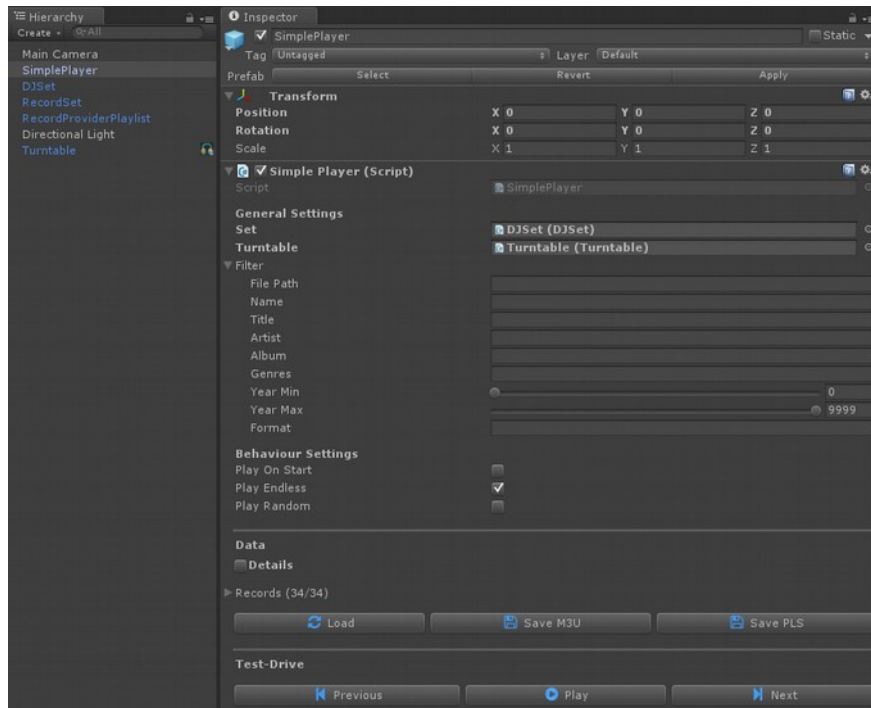 Hierarchy
Create
All
Main Camera
SimplePlayer
DJSet
RecordSet
RecordProviderPlaylist
Directional Light
Turntable
Inspector
SimplePlayer
Static
Tag Untagged
Layer Default
Prefab Select Revert Apply
Transform
Position X 0 Y 0 Z 0
Rotation X 0 Y 0 Z 0
Scale X 1 Y 1 Z 1
Simple Player (Script)
Script SimplePlayer
General Settings
Set DJSet (DJSet)
Turntable Turntable (Turntable)
Filter
File Path
Name
Title
Artist
Album
Genres
Year Min 0
Year Max 9999
Format
Behaviour Settings
Play On Start
Play Endless
Play Random
Data
Details
Records (34/34)
Load Save M3U Save PLS
Test-Drive
Previous Play Next